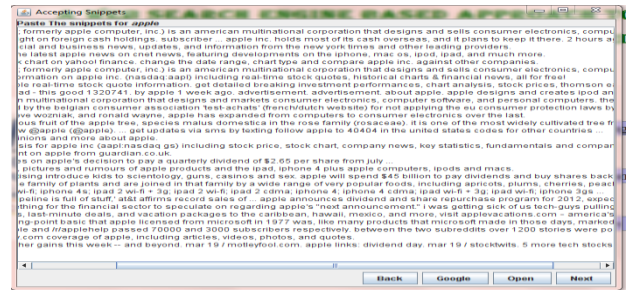 Accepting Snippets
SEARCH ENGINE BASED
Paste The snippets for apple
; formerly apple computer, inc.) is an american multinational corporation that designs and sells consumer electronics, compu
ght on foreign cash holdings. subscriber ... apple inc. holds most of its cash overseas, and it plans to keep it there. 2 hours a
cial and business news, updates, and information from the new york times and other leading providers.
he latest apple news on cnet news, featuring developments on the iphone, mac os, ipod, ipad, and much more.
k chart on yahoo! finance. change the date range, chart type and compare apple inc. against other companies.
; formerly apple computer, inc.) is an american multinational corporation that designs and sells consumer electronics, compu
ormation on apple inc. (nasdaq aapl) including real-time stock quotes, historical charts & financial news, all for free!
ple real-time stock quote information. get detailed breaking investment performances, chart analysis, stock prices, thomson e
ad - this good 1320741. by apple 1 week ago. advertisement. advertisement. about apple. apple designs and creates ipod an
n multinational corporation that designs and markets consumer electronics, computer software, and personal computers. the
l by the belgian consumer association 'test-achats' (french/dutch website) for not applying the eu consumer protection laws by
ve wozniak, and ronald wayne, apple has expanded from computers to consumer electronics over the last.
ous fruit of the apple tree, species malus domestica in the rose family (rosaceae). it is one of the most widely cultivated tree fr
w @apple (@apple). ... get updates via sms by texting follow apple to 40404 in the united states codes for other countries ...
inions and more about apple.
sis for apple inc (aapl:nasdaq gs) including stock price, stock chart, company news, key statistics, fundamentals and compan
nt on apple from guardian.co.uk.
s on apple's decision to pay a quarterly dividend of $2.65 per share from july ...
, pictures and rumours of apple products and the ipad, iphone 4 plus apple computers, ipods and macs.
sing introduce kids to scientology, guns, casinos and sex. apple will spend $45 billion to pay dividends and buy shares back
e family of plants and are joined in that family by a wide range of very popular foods, including apricots, plums, cherries, peach
wi-fi; iphone 4s; ipad 2 wi-fi + 3g; ipad 2 wi-fi; ipad 2 cdma; iphone 4; iphone 4 cdma; ipad wi-fi + 3g; ipad wi-fi; iphone 3gs ...
peline is full of stuff,' at&t affirms record sales of ... apple announces dividend and share repurchase program for 2012, expec
thing for the financial sector to speculate on regarding apple's "next announcement." i was getting sick of us tech-guys pulling
s, last-minute deals, and vacation packages to the caribbean, hawaii, mexico, and more, visit applevacations.com - america's
ng-point basic that apple licensed from microsoft in 1977 was, like many products that microsoft made in those days, marked
le and /r/applehelp passed 70000 and 3000 subscribers respectively. between the two subreddits over 1200 stories were po
.com coverage of apple, including articles, videos, photos, and quotes.
her gains this week -- and beyond. mar 19 / motleyfool.com. apple links: dividend day. mar 19 / stocktwits. 5 more tech stocks
Back Google Open Next